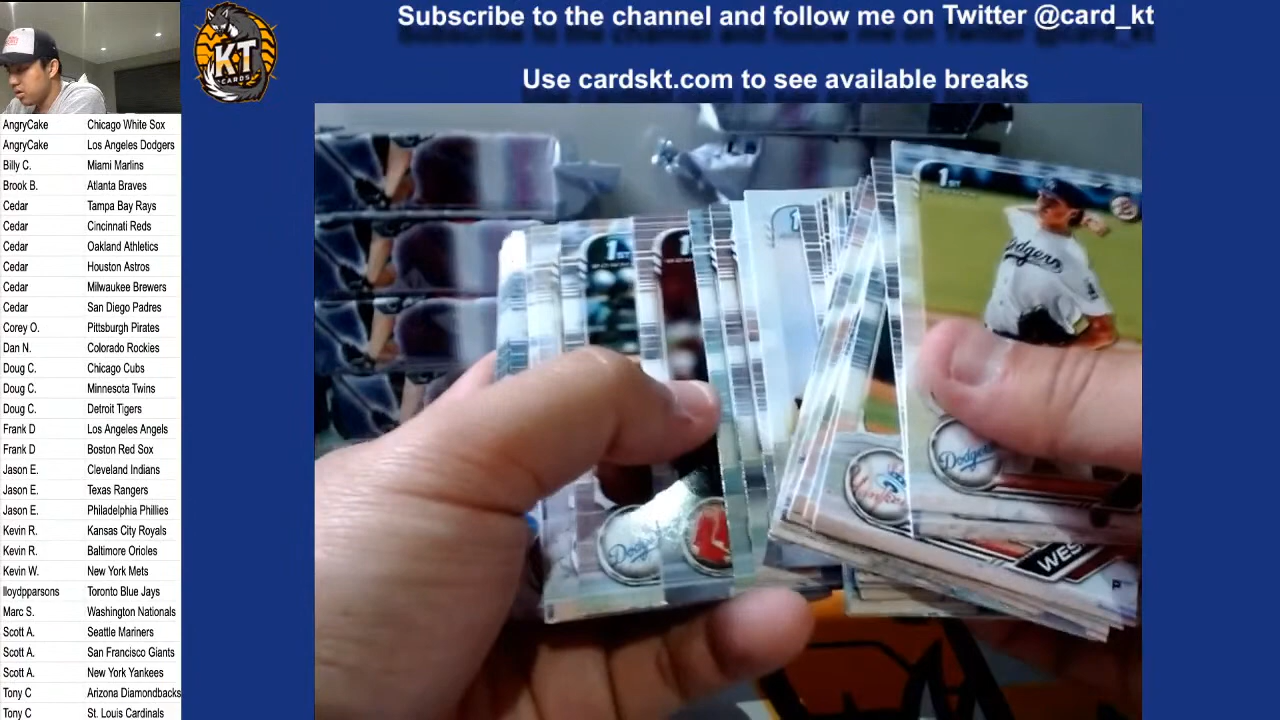 Subscribe to the channel and follow me on Twitter @card_kt
Use cardskt.com to see available breaks
KT
CARDS
AngryCake Chicago White Sox
AngryCake Los Angeles Dodgers
Billy C. Miami Marlins
Brook B. Atlanta Braves
Cedar Tampa Bay Rays
Cedar Cincinnati Reds
Cedar Oakland Athletics
Cedar Houston Astros
Cedar Milwaukee Brewers
Cedar San Diego Padres
Corey O. Pittsburgh Pirates
Dan N. Colorado Rockies
Doug C. Chicago Cubs
Doug C. Minnesota Twins
Doug C. Detroit Tigers
Frank D Los Angeles Angels
Frank D Boston Red Sox
Jason E. Cleveland Indians
Jason E. Texas Rangers
Jason E. Philadelphia Phillies
Kevin R. Kansas City Royals
Kevin R. Baltimore Orioles
Kevin W. New York Mets
lloydpparsons Toronto Blue Jays
Marc S. Washington Nationals
Scott A. Seattle Mariners
Scott A. San Francisco Giants
Scott A. New York Yankees
Tony C Arizona Diamondbacks
Tony C St. Louis Cardinals
1ST
1ST
1
1
Dodgers
Dodgers
Yankees
WES
P